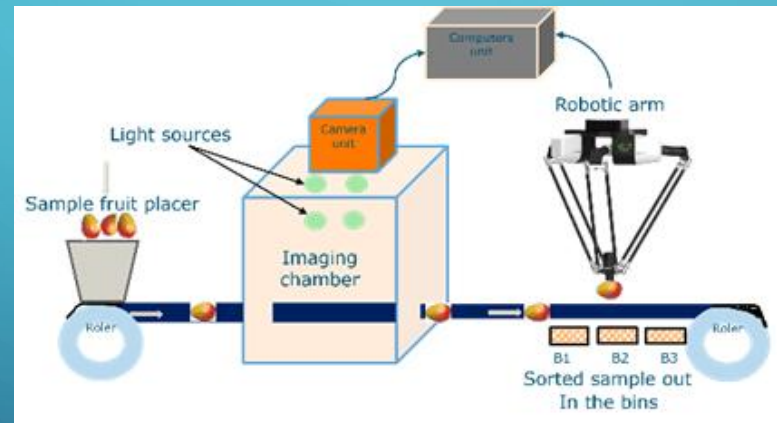 Computers
unit
Robotic arm
Camera
unit
Light sources
Sample fruit placer
Imaging
chamber
Roler
Roler
B1 B2 B3
Sorted sample out
In the bins